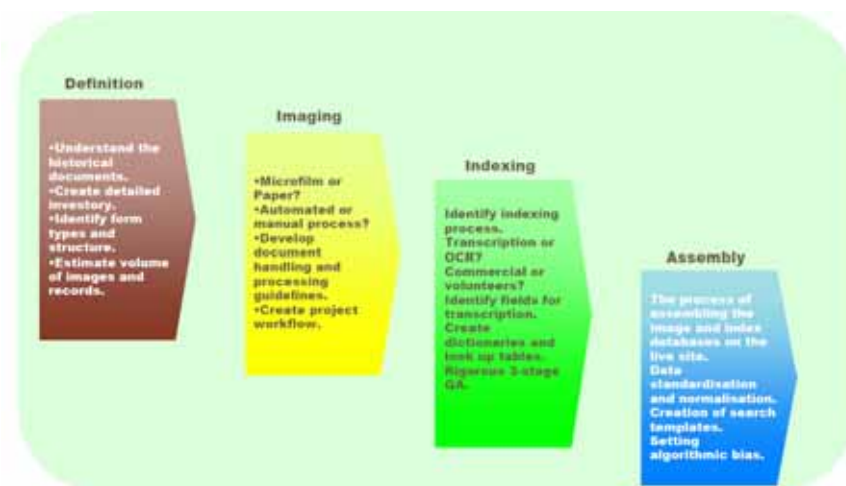 Definition
•Understand the
historical
documents.
•Create detailed
inventory.
•Identify form
types and
structure.
•Estimate volume
of images and
records.
Imaging
•Microfilm or
Paper?
•Automated or
manual process?
•Develop
document
handling and
processing
guidelines.
•Create project
workflow.
Indexing
Identify indexing
process.
Transcription or
OCR?
Commercial or
volunteers?
Identify fields for
transcription.
Create
dictionaries and
look up tables.
Rigorous 3-stage
QA.
Assembly
The process of
assembling the
image and index
databases on the
live site.
Data
standardisation
and normalisation.
Creation of search
templates.
Setting
algorithmic bias.